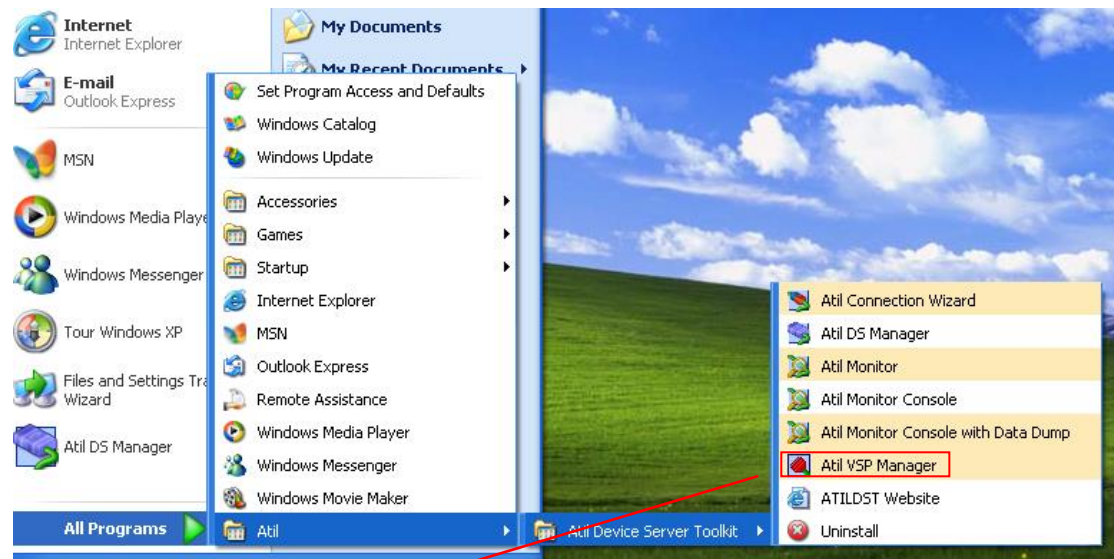 Internet
Internet Explorer
E-mail
Outlook Express
MSN
Windows Media Playe
Windows Messenger
Tour Windows XP
Files and Settings Tra
Wizard
Atil DS Manager
All Programs
My Documents
My Recent Documents
Set Program Access and Defaults
Windows Catalog
Windows Update
Accessories
Games
Startup
Internet Explorer
MSN
Outlook Express
Remote Assistance
Windows Media Player
Windows Messenger
Windows Movie Maker
Atil
Atil Device Server Toolkit
Atil Connection Wizard
Atil DS Manager
Atil Monitor
Atil Monitor Console
Atil Monitor Console with Data Dump
Atil VSP Manager
ATILDST Website
Uninstall